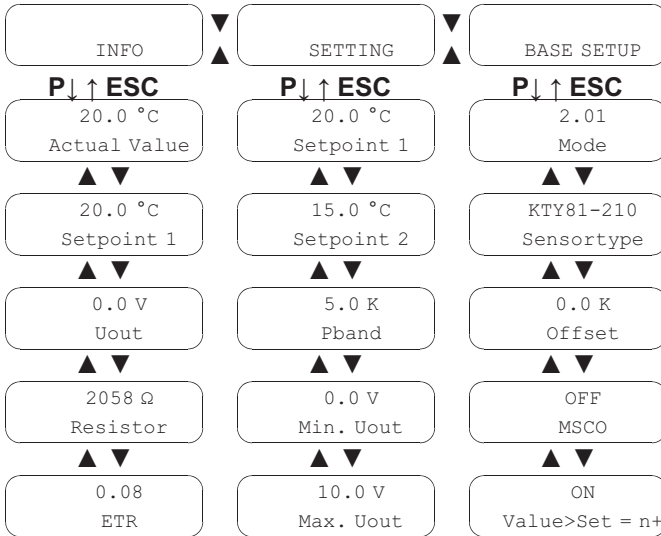 INFO
P↓ ↑ ESC
20.0 °C
Actual Value
▲ ▼
20.0 °C
Setpoint 1
▲ ▼
0.0 V
Uout
▲ ▼
2058 Ω
Resistor
▲ ▼
0.08
ETR
▼
▲
SETTING
P↓ ↑ ESC
20.0 °C
Setpoint 1
▲ ▼
15.0 °C
Setpoint 2
▲ ▼
5.0 K
Pband
▲ ▼
0.0 V
Min. Uout
▲ ▼
10.0 V
Max. Uout
▼
▲
BASE SETUP
P↓ ↑ ESC
2.01
Mode
▲ ▼
KTY81-210
Sensortype
▲ ▼
0.0 K
Offset
▲ ▼
OFF
MSCO
▲ ▼
ON
Value>Set = n+